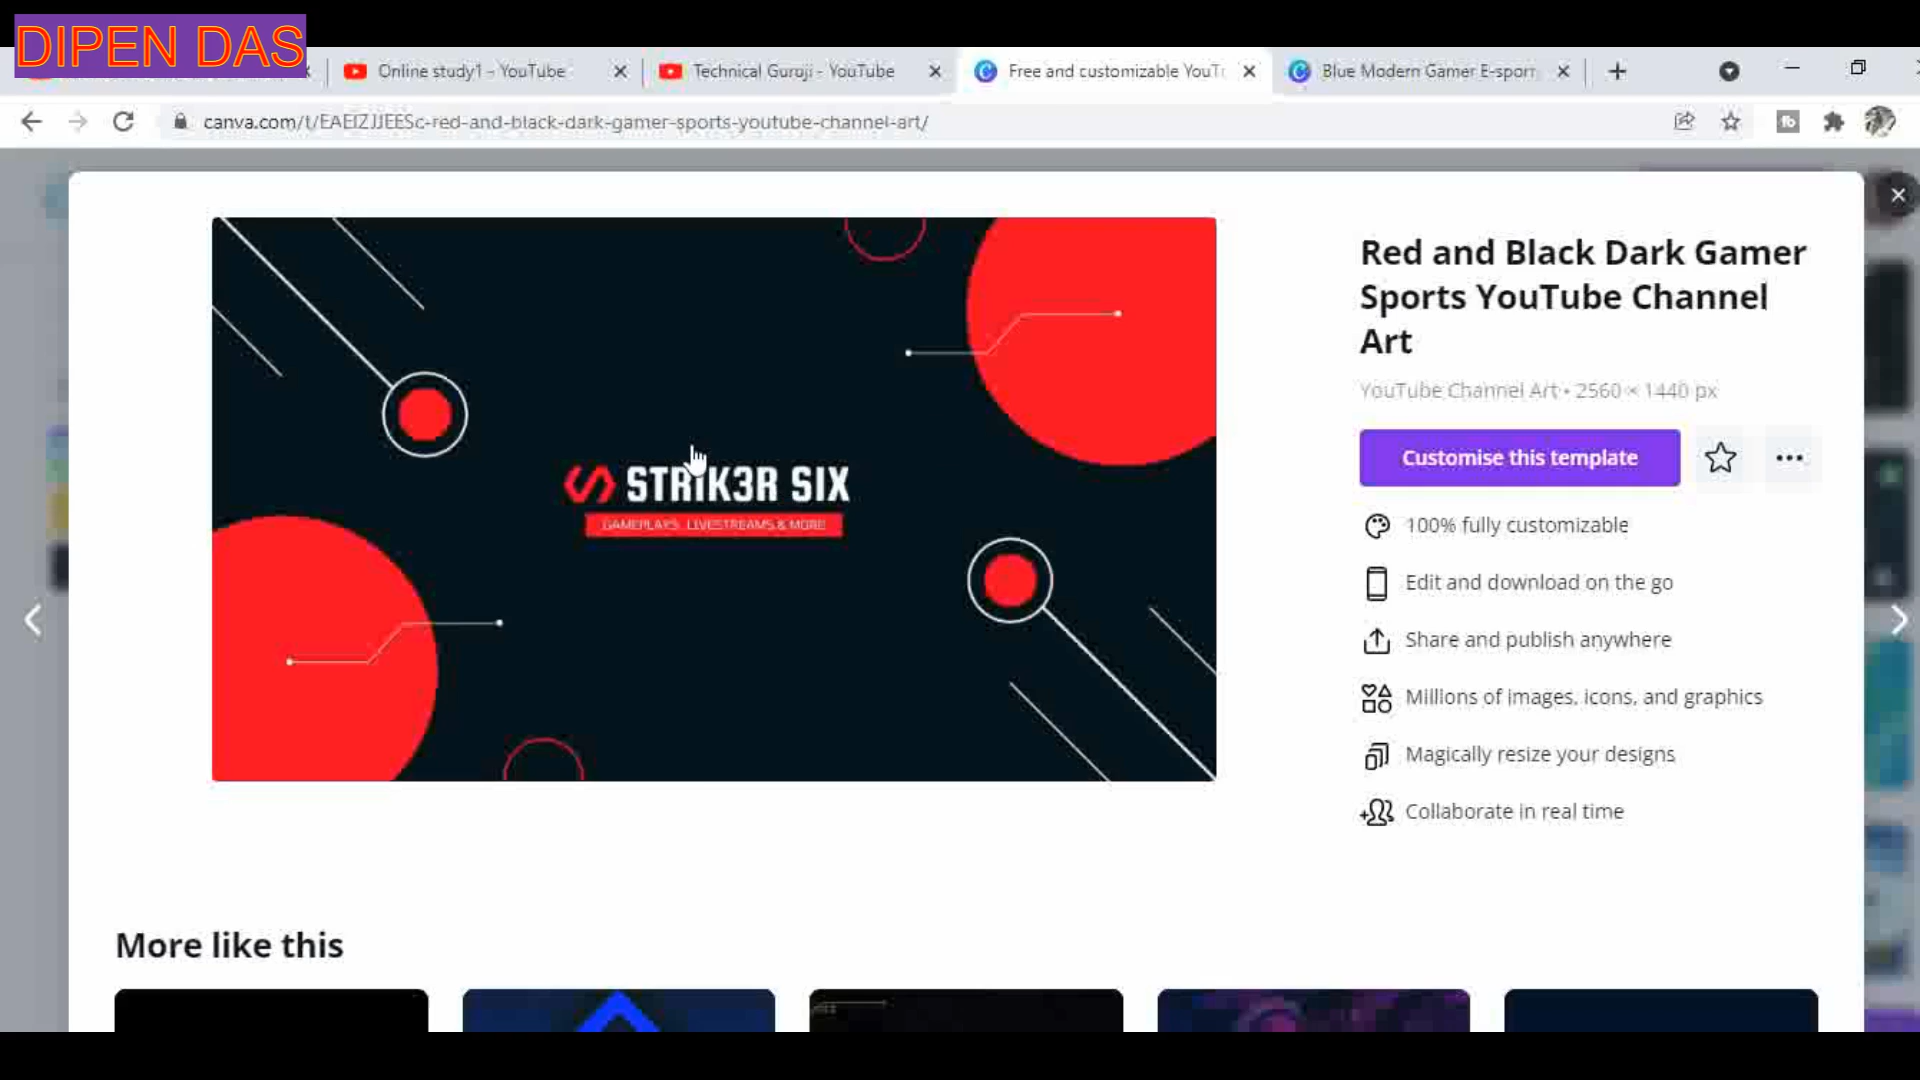 DIPEN DAS
Online study1 - YouTube
Technical Guruji - YouTube
Free and customizable YouT
Blue Modern Gamer E-sport
canva.com/t/EAEIZJJEESc-red-and-black-dark-gamer-sports-youtube-channel-art/
STRIK3R SIX
GAMEPLAYS, LIVESTREAMS & MORE
Red and Black Dark Gamer
Sports YouTube Channel
Art
YouTube Channel Art • 2560 × 1440 px
Customise this template
100% fully customizable
Edit and download on the go
Share and publish anywhere
Millions of images, icons, and graphics
Magically resize your designs
Collaborate in real time
More like this